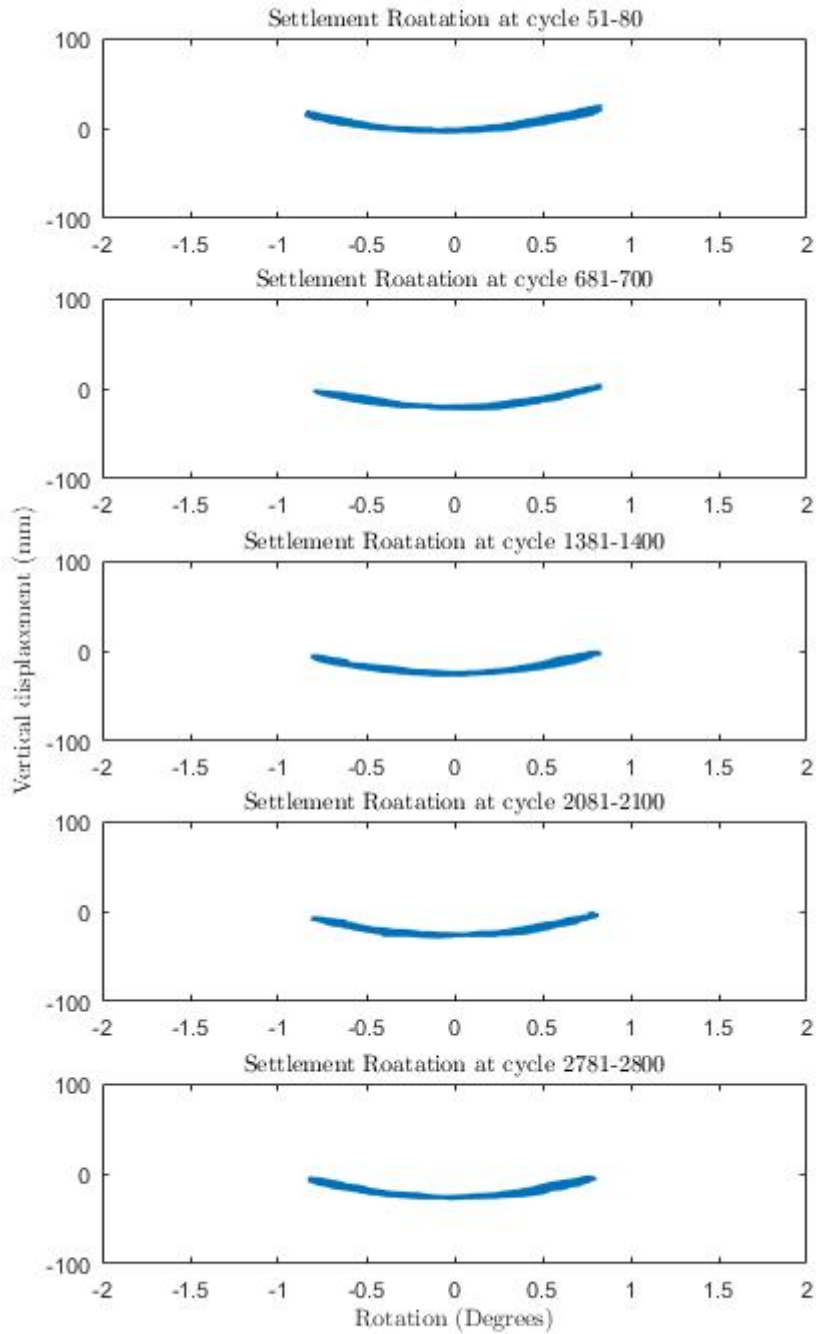 Settlement Roatation at cycle 51-80
100
0
-100
-2 -1.5 -1 -0.5 0 0.5 1 1.5 2
Settlement Roatation at cycle 681-700
100
0
-100
-2 -1.5 -1 -0.5 0 0.5 1 1.5 2
Settlement Roatation at cycle 1381-1400
100
0
-100
-2 -1.5 -1 -0.5 0 0.5 1 1.5 2
Vertical displacement (mm)
Settlement Roatation at cycle 2081-2100
100
0
-100
-2 -1.5 -1 -0.5 0 0.5 1 1.5 2
Settlement Roatation at cycle 2781-2800
100
0
-100
-2 -1.5 -1 -0.5 0 0.5 1 1.5 2
Rotation (Degrees)